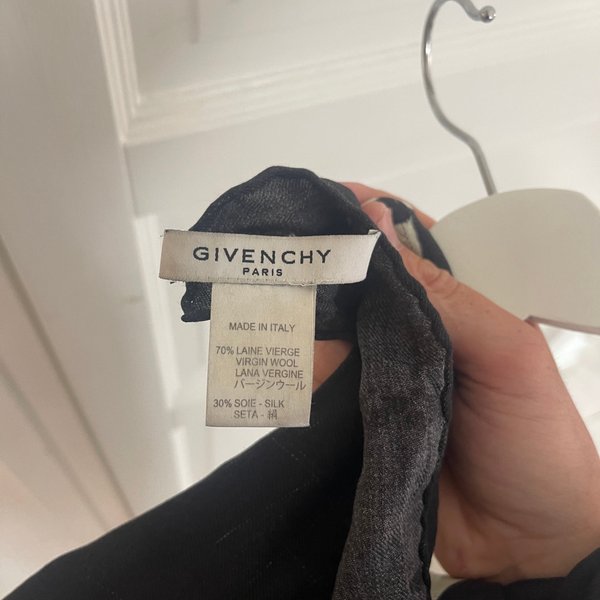 GIVENCHY
PARIS
MADE IN ITALY
70% LAINE VIERGE
VIRGIN WOOL
LANA VERGINE
バージンウール
30% SOIE - SILK
SETA - 絹